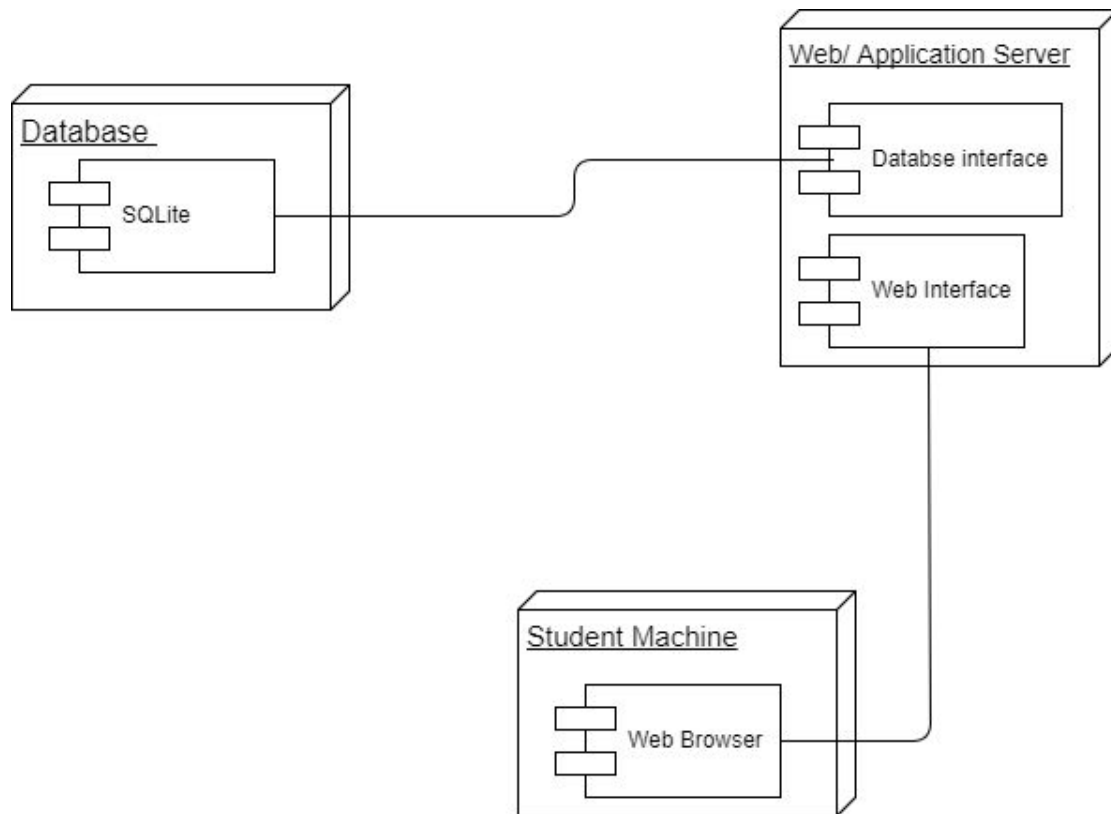 Web/ Application Server
Databse interface
Web Interface
Database
SQLite
Student Machine
Web Browser